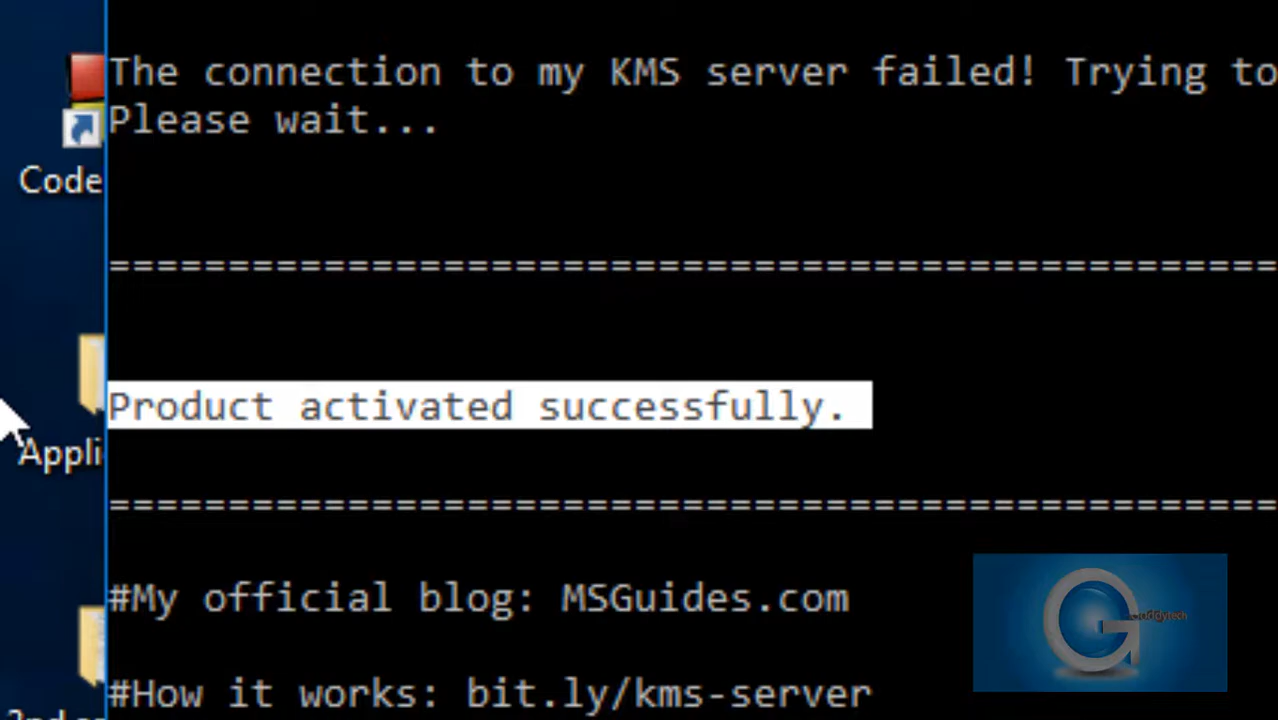 The connection to my KMS server failed! Trying to
Please wait...
Code
==================================================
Product activated successfully.
Appli
==================================================
#My official blog: MSGuides.com
#How it works: bit.ly/kms-server